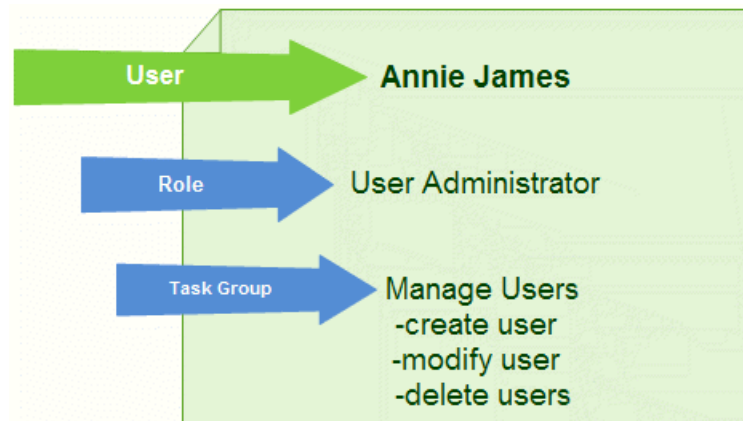 User Annie James
Role User Administrator
Task Group Manage Users
-create user
-modify user
-delete users